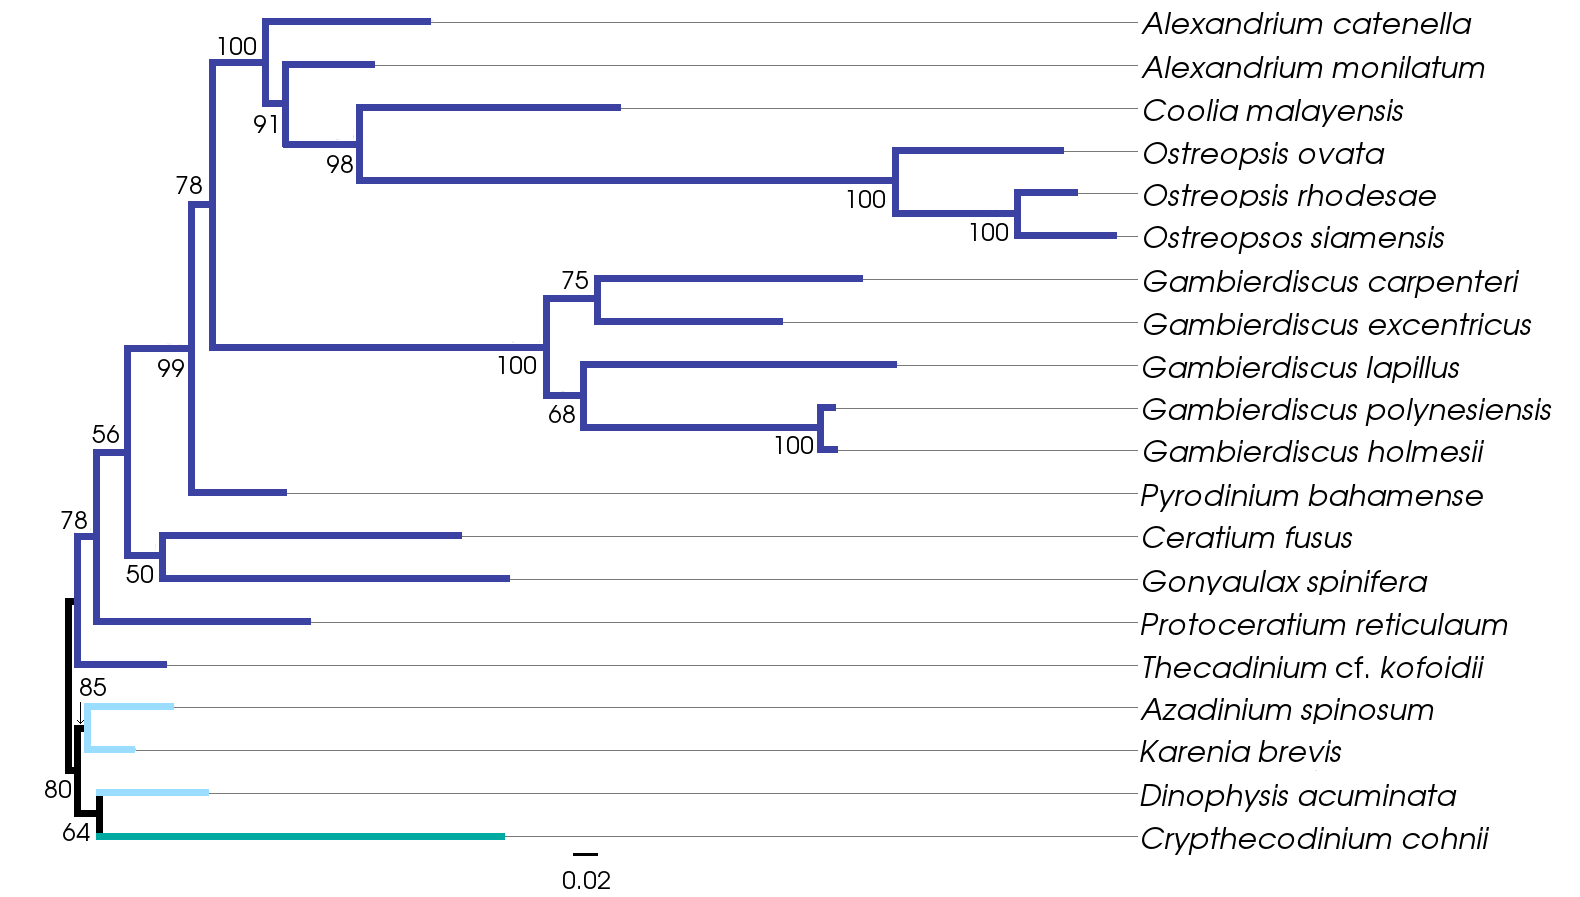 Alexandrium catenella
100
Alexandrium monilatum
Coolia malayensis
91
Ostreopsis ovata
98
78
Ostreopsis rhodesae
100
Ostreopsos siamensis
100
Gambierdiscus carpenteri
75
Gambierdiscus excentricus
Gambierdiscus lapillus
100
99
Gambierdiscus polynesiensis
68
Gambierdiscus holmesii
100
56
Pyrodinium bahamense
78
Ceratium fusus
Gonyaulax spinifera
50
Protoceratium reticulaum
Thecadinium cf. kofoidii
85
Azadinium spinosum
Karenia brevis
80
Dinophysis acuminata
64
Crypthecodinium cohnii
0.02